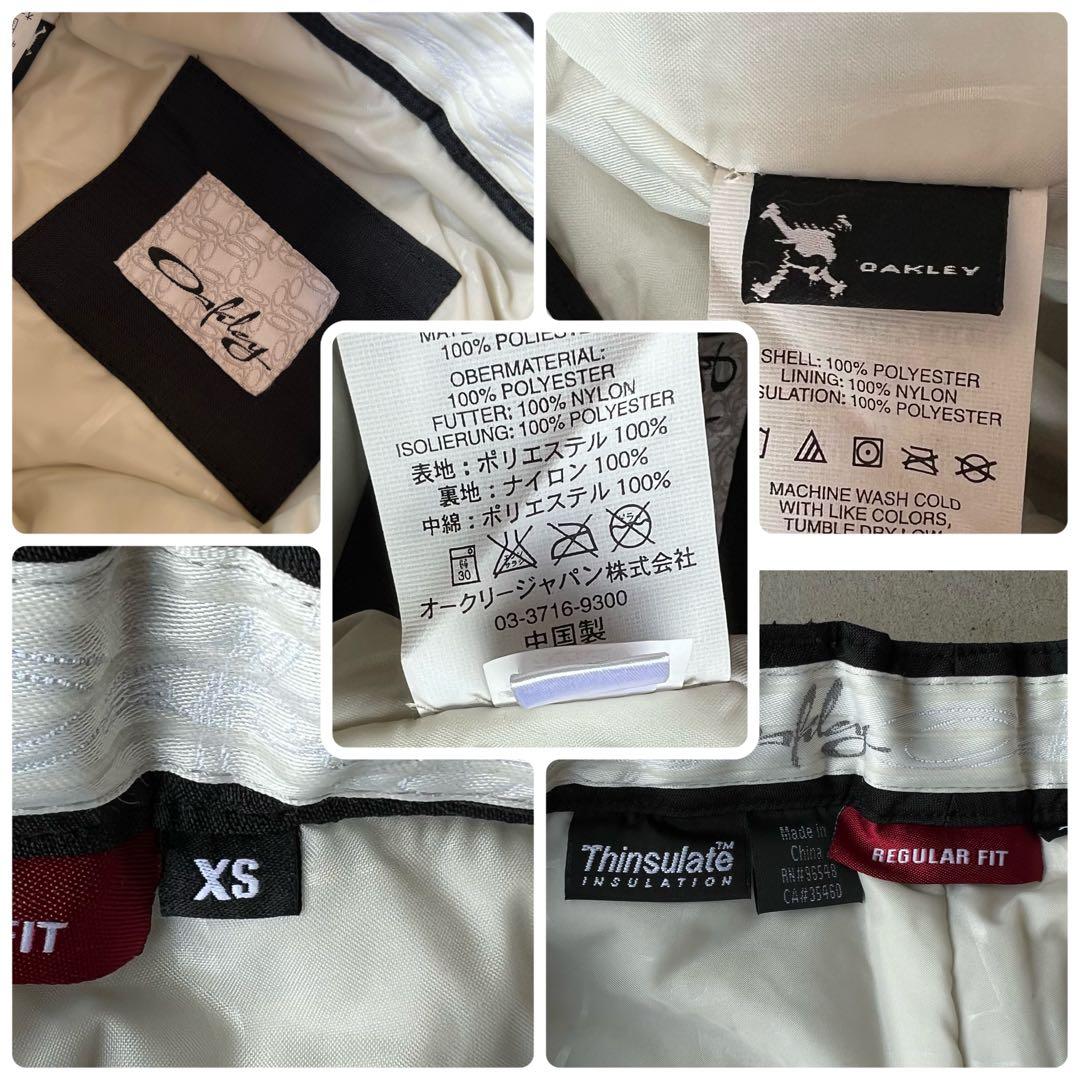 Oakley
OAKLEY
SHELL: 100% POLYESTER
LINING: 100% NYLON
SULATION: 100% POLYESTER
MACHINE WASH COLD
WITH LIKE COLORS,
TUMBLE DRY LOW
100% POLIESTE
OBERMATERIAL:
100% POLYESTER
FUTTER: 100% NYLON
ISOLIERUNG: 100% POLYESTER
表地:ポリエステル 100%
裏地:ナイロン 100%
中綿:ポリエステル 100%
30
オークリージャパン株式会社
03-3716-9300
中国製
FIT
XS
Oakley
Thinsulate™
INSULATION
Made in
China
RN#96548
CA#35460
REGULAR FIT